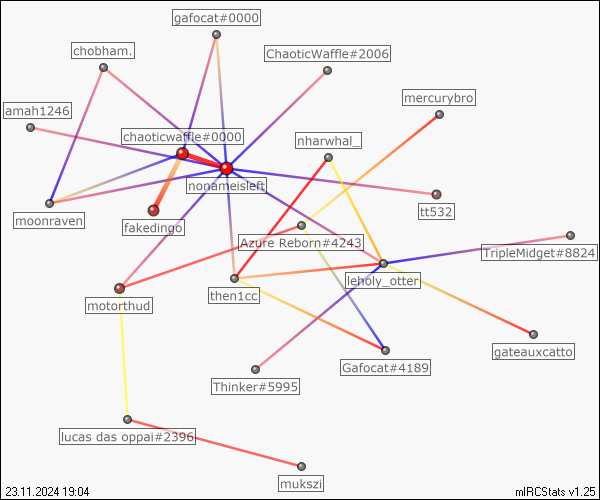 gafocat#0000
chobham.
ChaoticWaffle#2006
mercurybro
amah1246
chaoticwaffle#0000
nharwhal_
nonameisleft
tt532
moonraven
fakedingo
Azure Reborn#4243
TripleMidget#8824
leholy_otter
then1cc
motorthud
gateauxcatto
Gafocat#4189
Thinker#5995
lucas das oppai#2396
mukszi
23.11.2024 19:04
mIRCStats v1.25